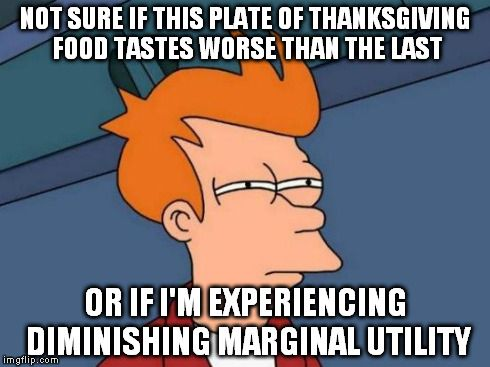 NOT SURE IF THIS PLATE OF THANKSGIVING
FOOD TASTES WORSE THAN THE LAST
OR IF I'M EXPERIENCING
DIMINISHING MARGINAL UTILITY
imgflip.com